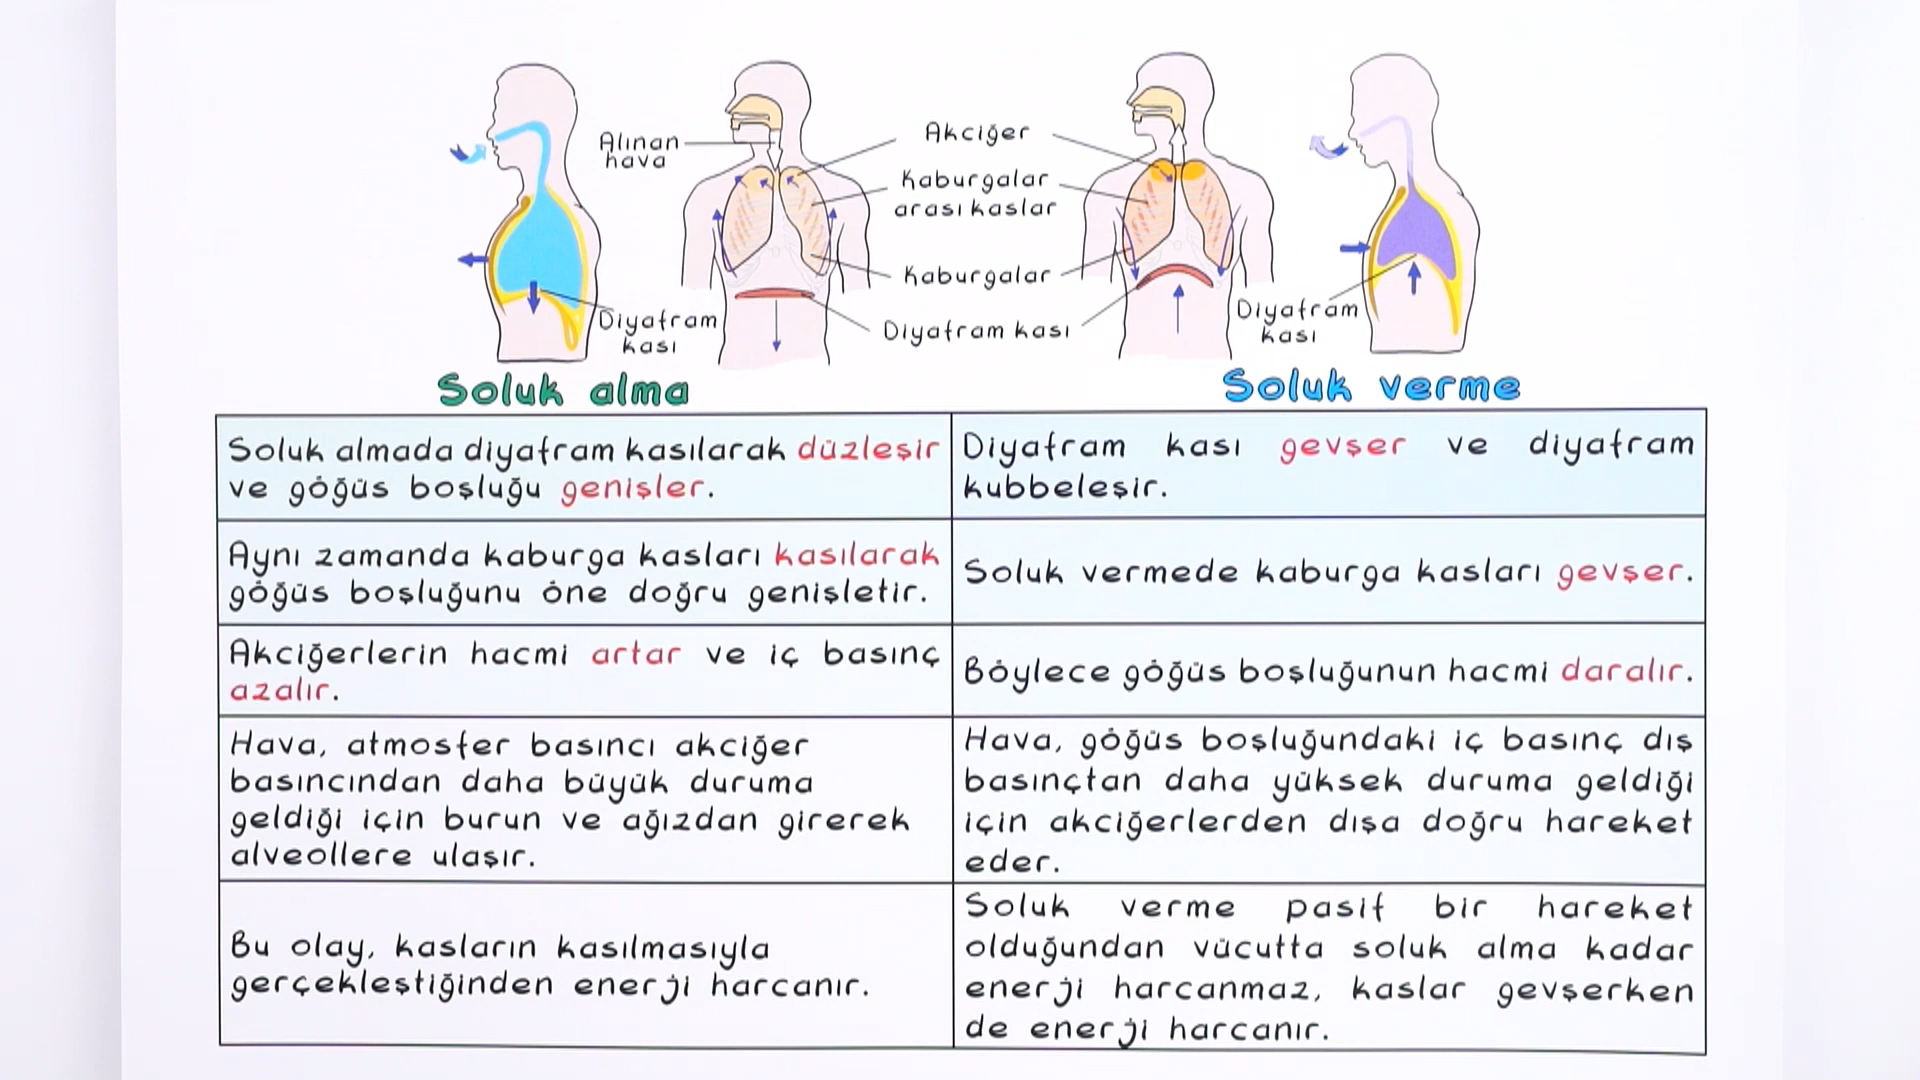 Alınan
hava
Akciğer
Kaburgalar
arası kaslar
Kaburgalar
Diyafram kası
Diyafram
kası
Diyafram
kası
Soluk alma
Soluk verme
Soluk almada diyafram kasılarak düzleşir
ve göğüs boşluğu genişler.
Diyafram kası gevşer ve diyafram
kubbeleşir.
Aynı zamanda kaburga kasları kasılarak
göğüs boşluğunu öne doğru genişletir.
Soluk vermede kaburga kasları gevşer.
Akciğerlerin hacmi artar ve iç basınç
azalır.
Böylece göğüs boşluğunun hacmi daralır.
Hava, atmosfer basıncı akciğer
basıncından daha büyük duruma
geldiği için burun ve ağızdan girerek
alveollere ulaşır.
Hava, göğüs boşluğundaki iç basınç dış
basınçtan daha yüksek duruma geldiği
için akciğerlerden dışa doğru hareket
eder.
Bu olay, kasların kasılmasıyla
gerçekleştiğinden enerji harcanır.
Soluk verme pasif bir hareket
olduğundan vücutta soluk alma kadar
enerji harcanmaz, kaslar gevşerken
de enerji harcanır.